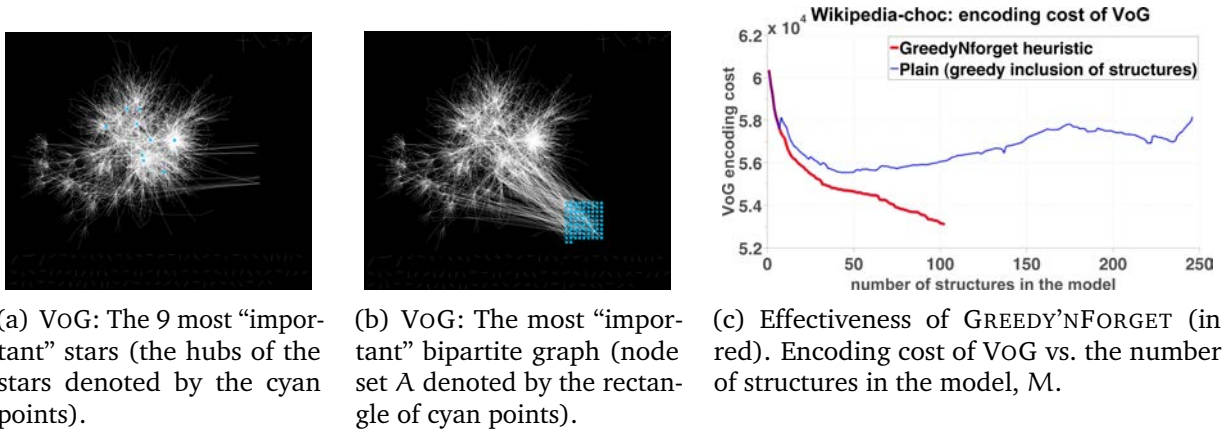 Wikipedia-choc: encoding cost of VoG
x 10⁴
6.2
6
5.8
5.6
5.4
5.2
VoG encoding cost
GreedyNforget heuristic
Plain (greedy inclusion of structures)
0 50 100 150 200 250
number of structures in the model
(a) VOG: The 9 most “impor-
tant” stars (the hubs of the
stars denoted by the cyan
points).
(b) VOG: The most “impor-
tant” bipartite graph (node
set A denoted by the rectan-
gle of cyan points).
(c) Effectiveness of GREEDY’NFORGET (in
red). Encoding cost of VOG vs. the number
of structures in the model, M.